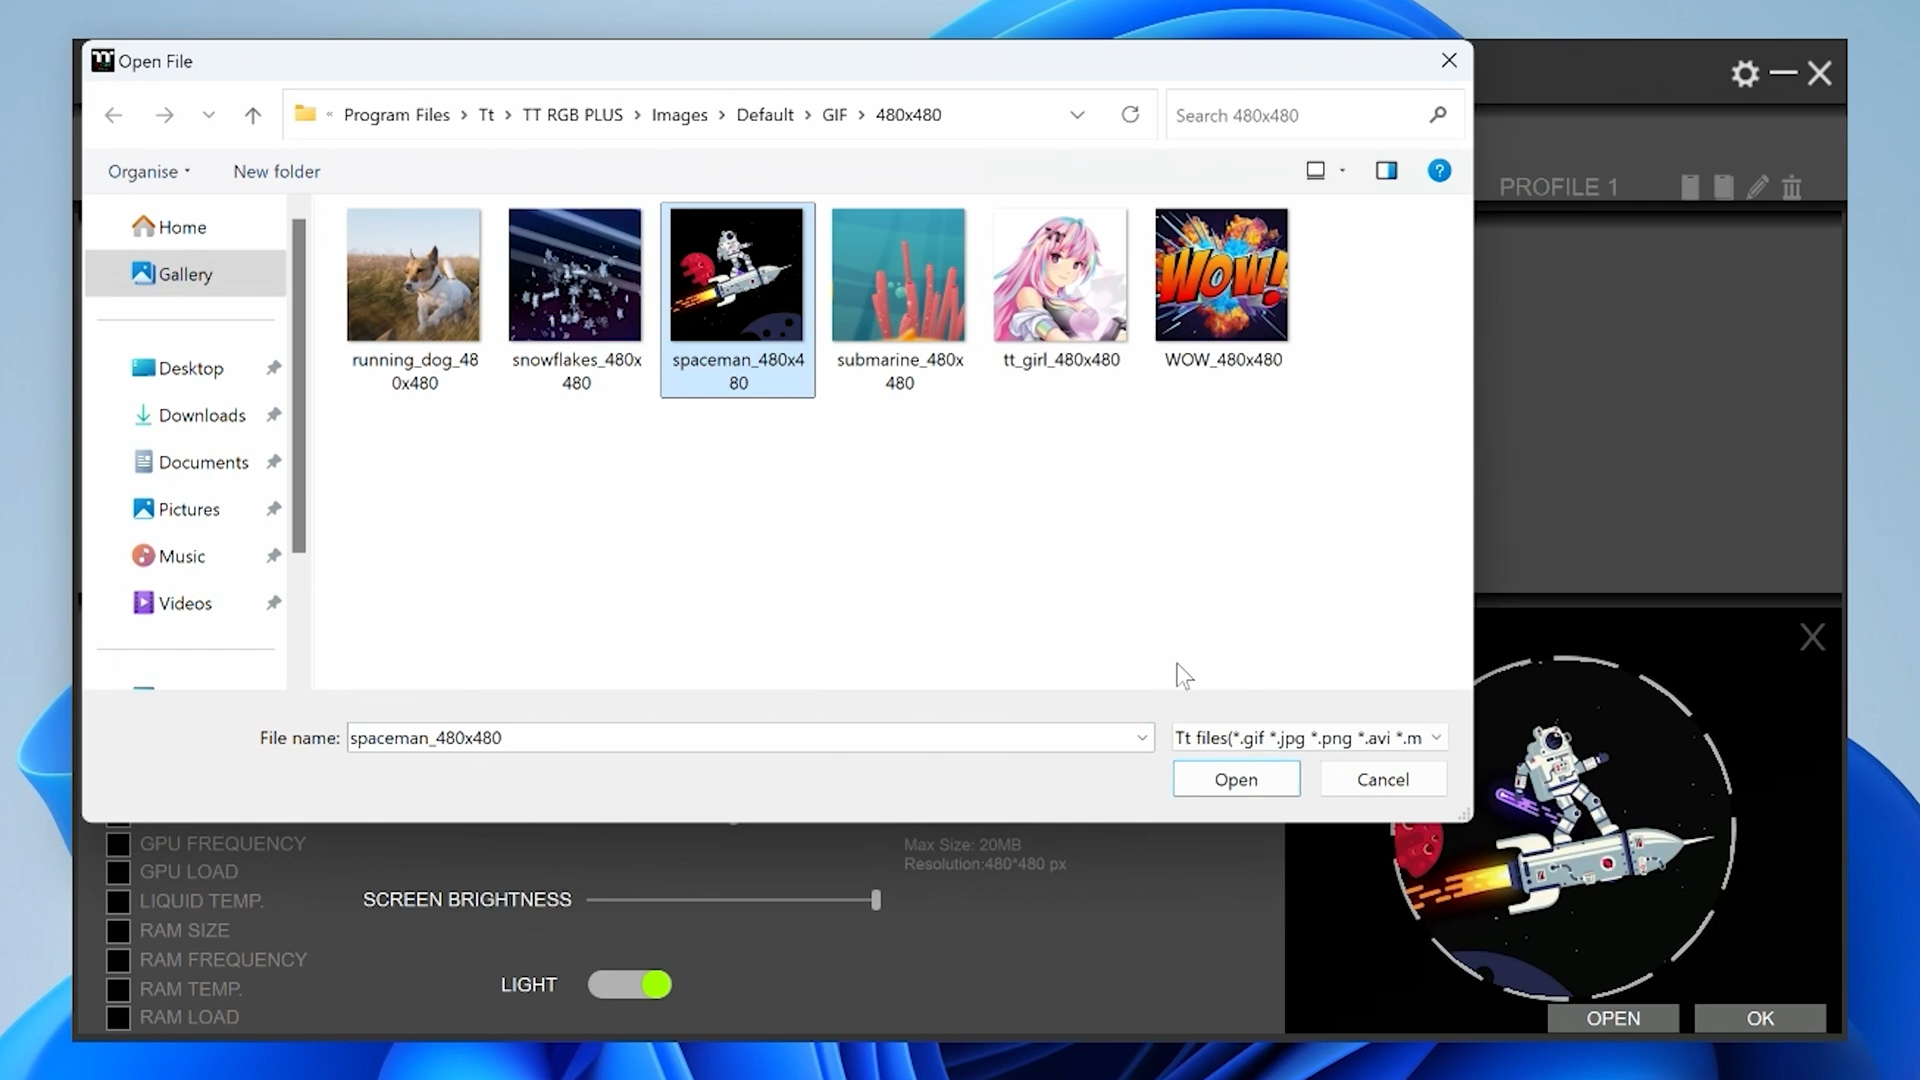 Open File
« Program Files > Tt > TT RGB PLUS > Images > Default > GIF > 480x480
Search 480x480
Organise
New folder
PROFILE 1
Home
Gallery
Desktop
Downloads
Documents
Pictures
Music
Videos
running_dog_48
0x480
snowflakes_480x
480
spaceman_480x4
80
submarine_480x
480
tt_girl_480x480
WOW!
WOW_480x480
File name:
spaceman_480x480
Tt files(*.gif *.jpg *.png *.avi *.m
Open
Cancel
GPU FREQUENCY
GPU LOAD
LIQUID TEMP.
RAM SIZE
RAM FREQUENCY
RAM TEMP.
RAM LOAD
Max Size: 20MB
Resolution:480*480 px
SCREEN BRIGHTNESS
LIGHT
X
OPEN
OK